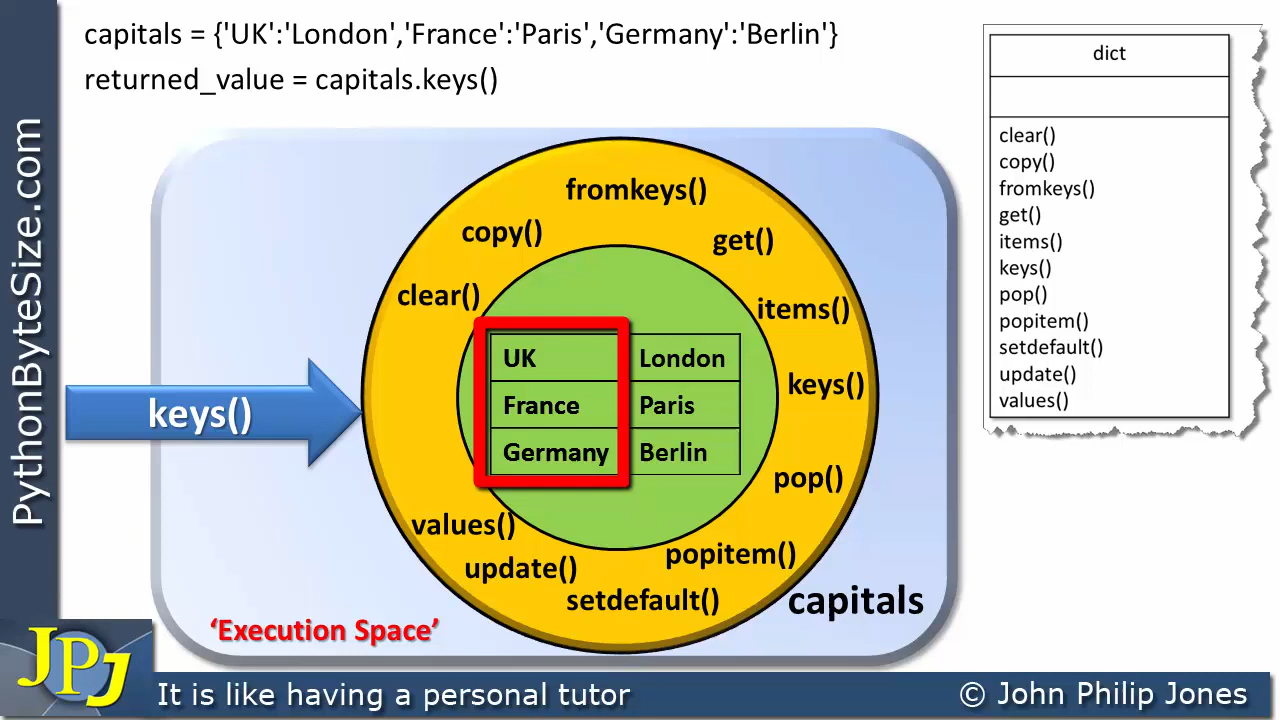 capitals = {'UK':'London','France':'Paris','Germany':'Berlin'}
returned_value = capitals.keys()
dict
clear()
copy()
fromkeys()
get()
items()
keys()
pop()
popitem()
setdefault()
update()
values()
PythonByteSize.com
keys()
fromkeys()
copy()
get()
clear()
items()
keys()
pop()
popitem()
setdefault()
update()
values()
UK London
France Paris
Germany Berlin
capitals
‘Execution Space’
JPJ
It is like having a personal tutor
© John Philip Jones